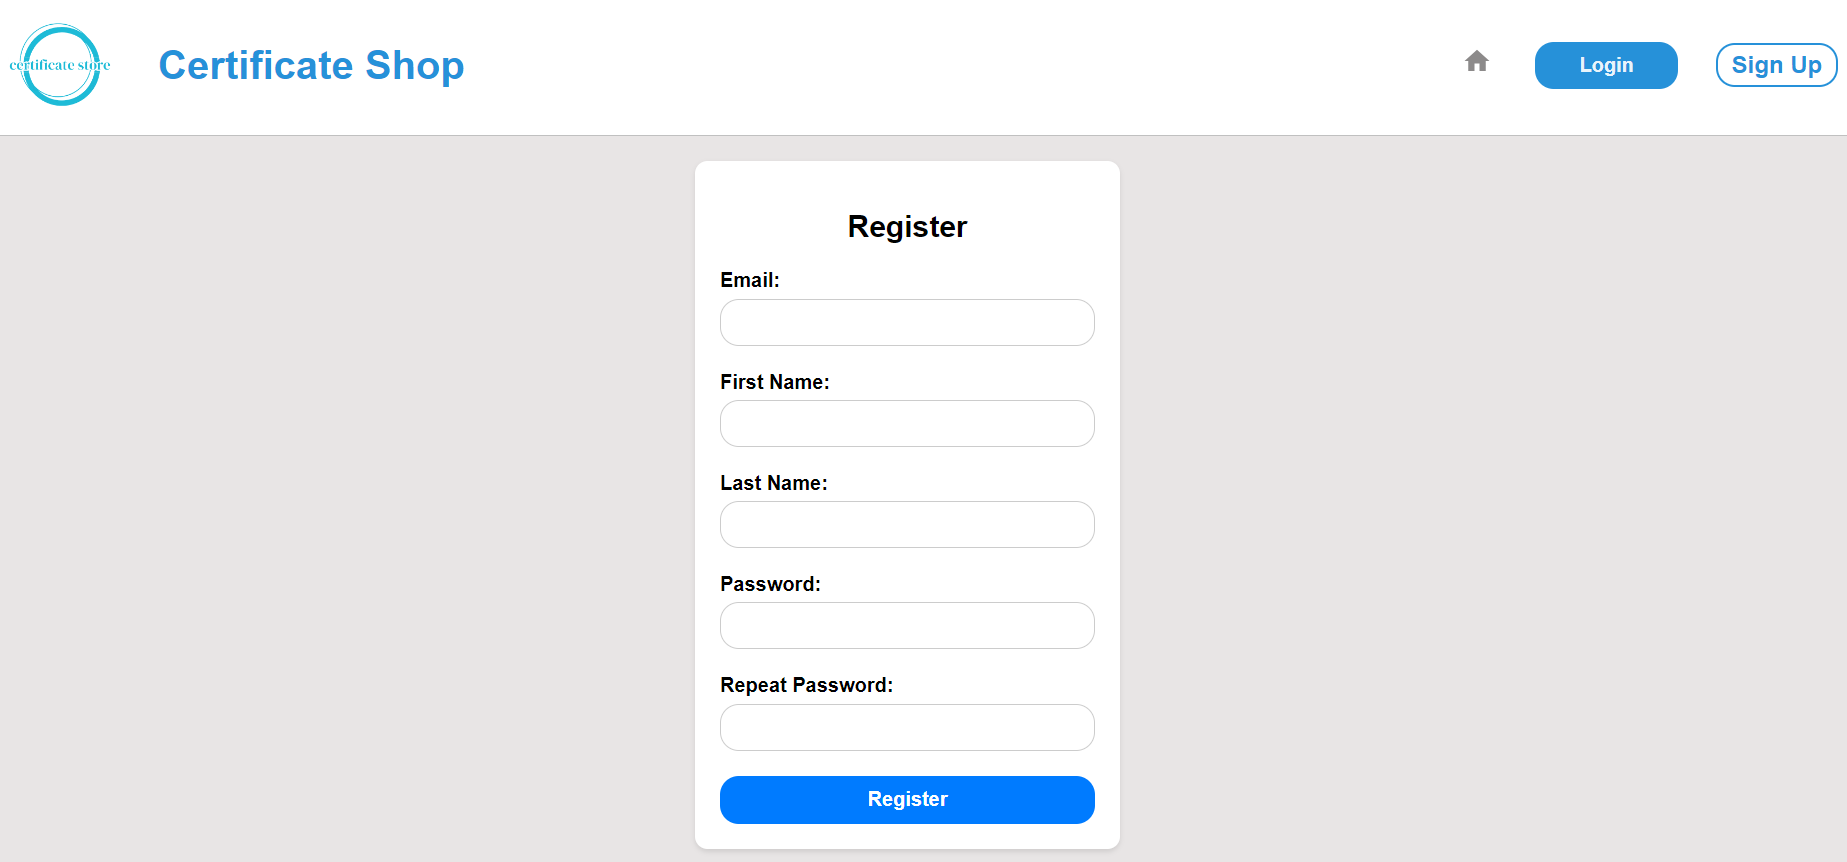 certificate store
Certificate Shop
Login
Sign Up
Register
Email:
First Name:
Last Name:
Password:
Repeat Password:
Register